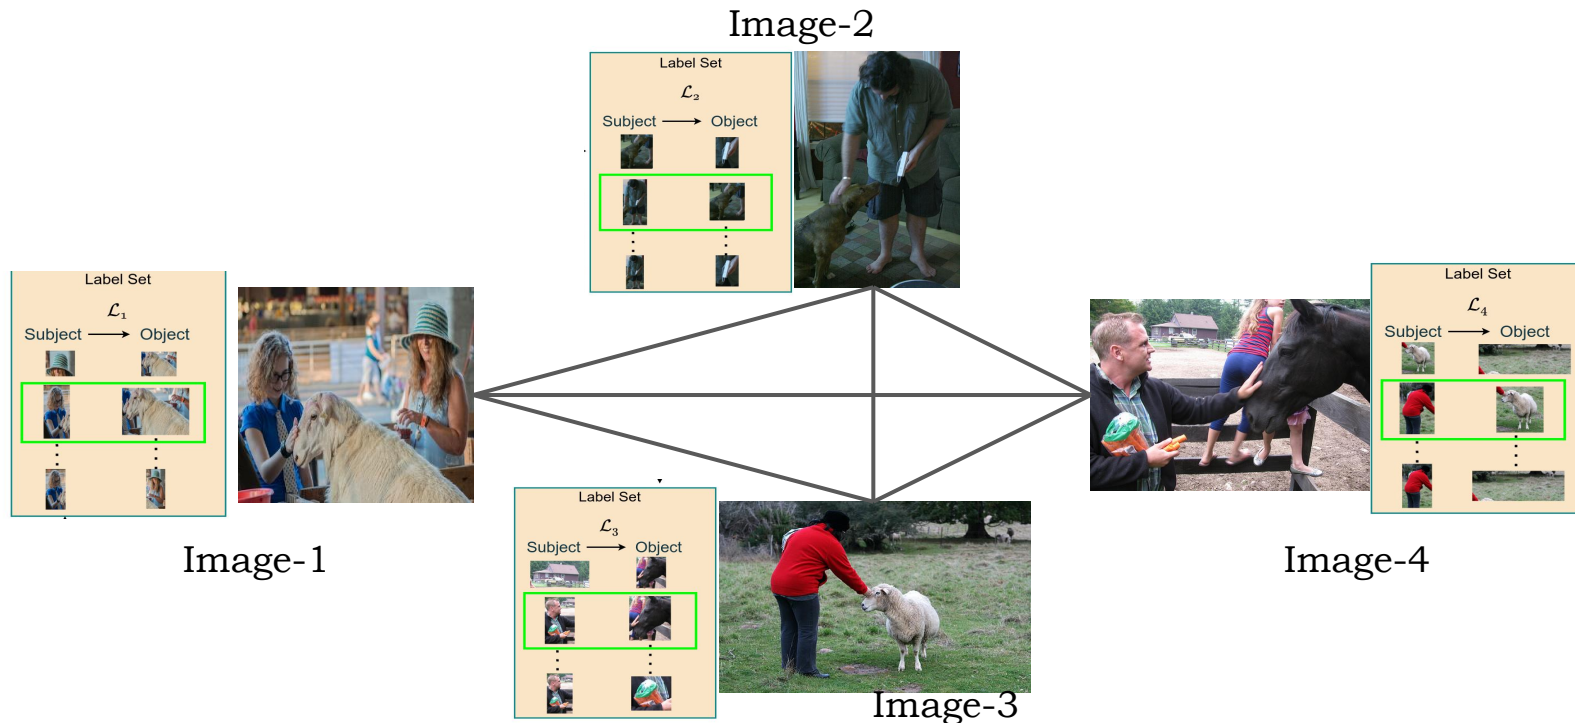 Image-2
Label Set
ℒ₂
Subject → Object
Label Set
ℒ₁
Subject → Object
Image-1
Label Set
ℒ₄
Subject → Object
Image-4
Label Set
ℒ₃
Subject → Object
Image-3